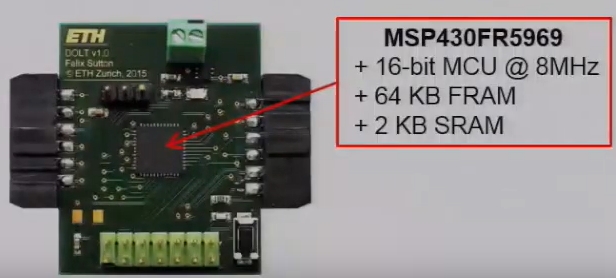 ETH
DOLT v1.0
Felix Sutton
© ETH Zurich, 2015
MSP430FR5969
+ 16-bit MCU @ 8MHz
+ 64 KB FRAM
+ 2 KB SRAM